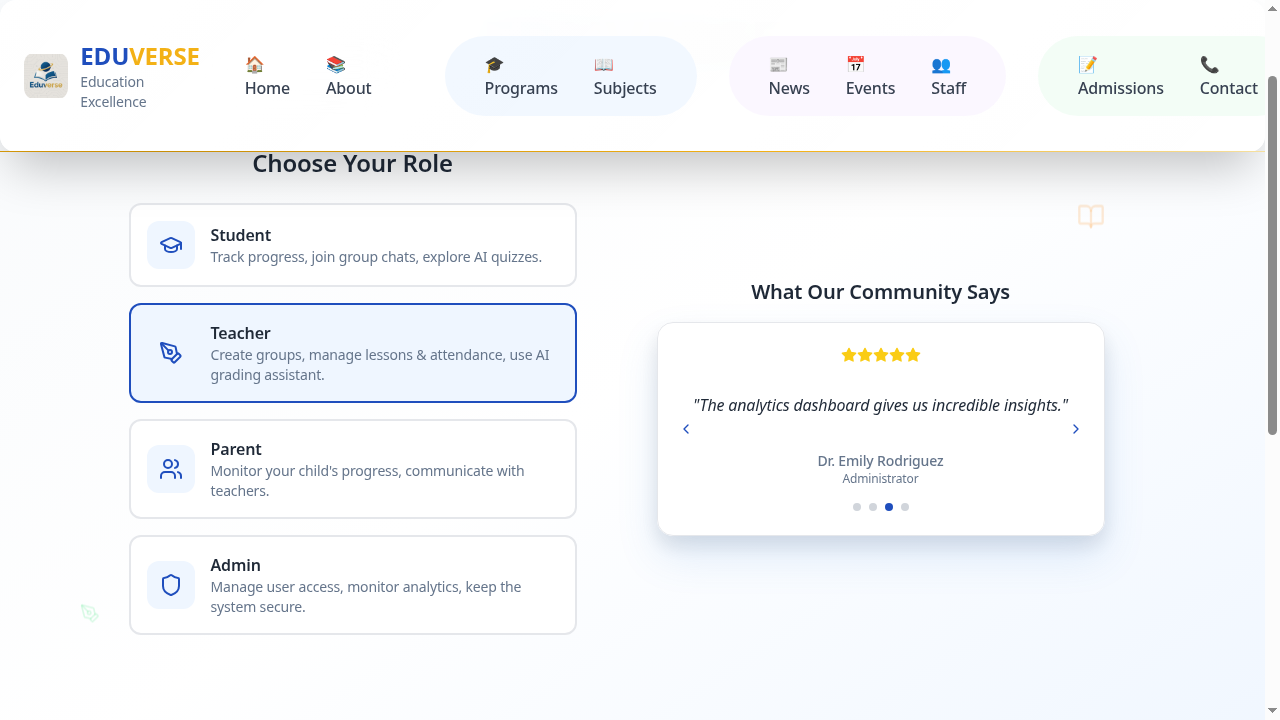 EDUVERSE
Education
Excellence
Eduverse
Home
About
Programs
Subjects
News
Events
Staff
Admissions
Contact
Choose Your Role
Student
Track progress, join group chats, explore AI quizzes.
Teacher
Create groups, manage lessons & attendance, use AI
grading assistant.
Parent
Monitor your child's progress, communicate with
teachers.
Admin
Manage user access, monitor analytics, keep the
system secure.
What Our Community Says
"The analytics dashboard gives us incredible insights."
Dr. Emily Rodriguez
Administrator